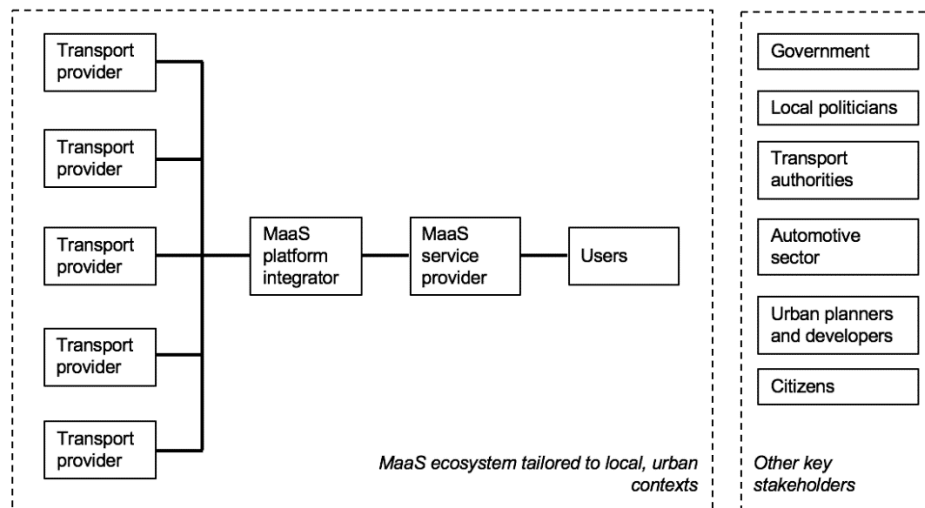 Transport
provider
Transport
provider
Transport
provider
Transport
provider
Transport
provider
MaaS
platform
integrator
MaaS
service
provider
Users
MaaS ecosystem tailored to local, urban
contexts
Government
Local politicians
Transport
authorities
Automotive
sector
Urban planners
and developers
Citizens
Other key
stakeholders